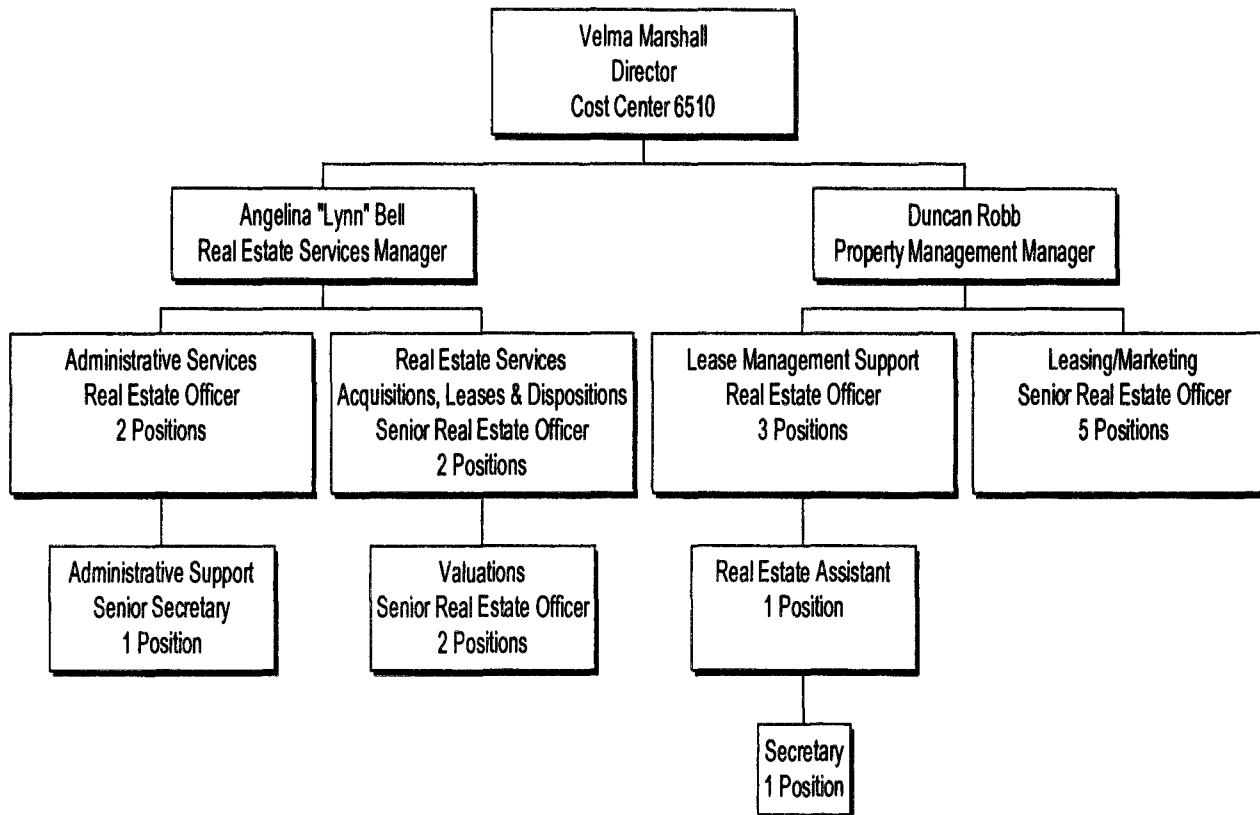 Velma Marshall
Director
Cost Center 6510
Angelina "Lynn" Bell
Real Estate Services Manager
Duncan Robb
Property Management Manager
Administrative Services
Real Estate Officer
2 Positions
Real Estate Services
Acquisitions, Leases & Dispositions
Senior Real Estate Officer
2 Positions
Lease Management Support
Real Estate Officer
3 Positions
Leasing/Marketing
Senior Real Estate Officer
5 Positions
Administrative Support
Senior Secretary
1 Position
Valuations
Senior Real Estate Officer
2 Positions
Real Estate Assistant
1 Position
Secretary
1 Position